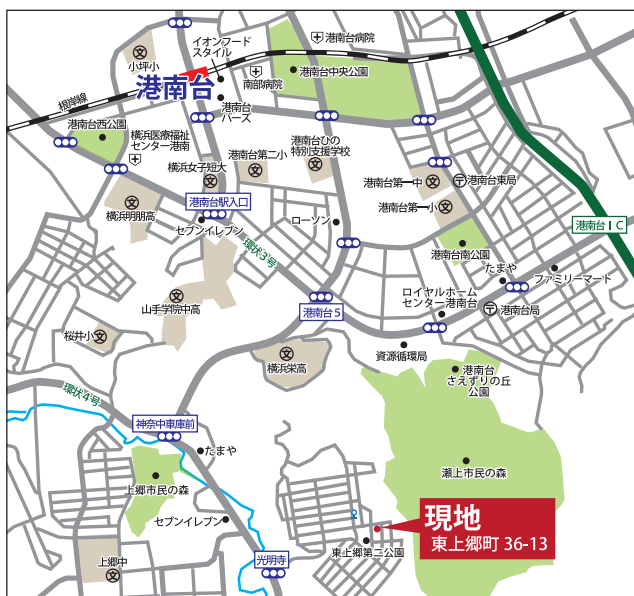 イオンフード
スタイル
港南台病院
小坪小
港南台
南部病院
港南台中央公園
根岸線
港南台
バーズ
港南台西公園
横浜医療福祉
センター港南
横浜女子短大
港南台第二小
港南台ひの
特別支援学校
港南台第一中
港南台東局
横浜明朋高
港南台駅入口
港南台第一小
セブンイレブン
ローソン
港南台IC
環状3号
港南台南公園
たまや
ファミリーマート
山手学院中高
ロイヤルホーム
センター港南台
港南台局
港南台5
桜井小
横浜栄高
資源循環局
港南台
さえずりの丘
公園
環状4号
神奈中車庫前
たまや
瀬上市民の森
上郷市民の森
セブンイレブン
現地
東上郷町 36-13
東上郷第二公園
上郷中
光明寺
文
文
文
文
文
文
文
文
文
文
文